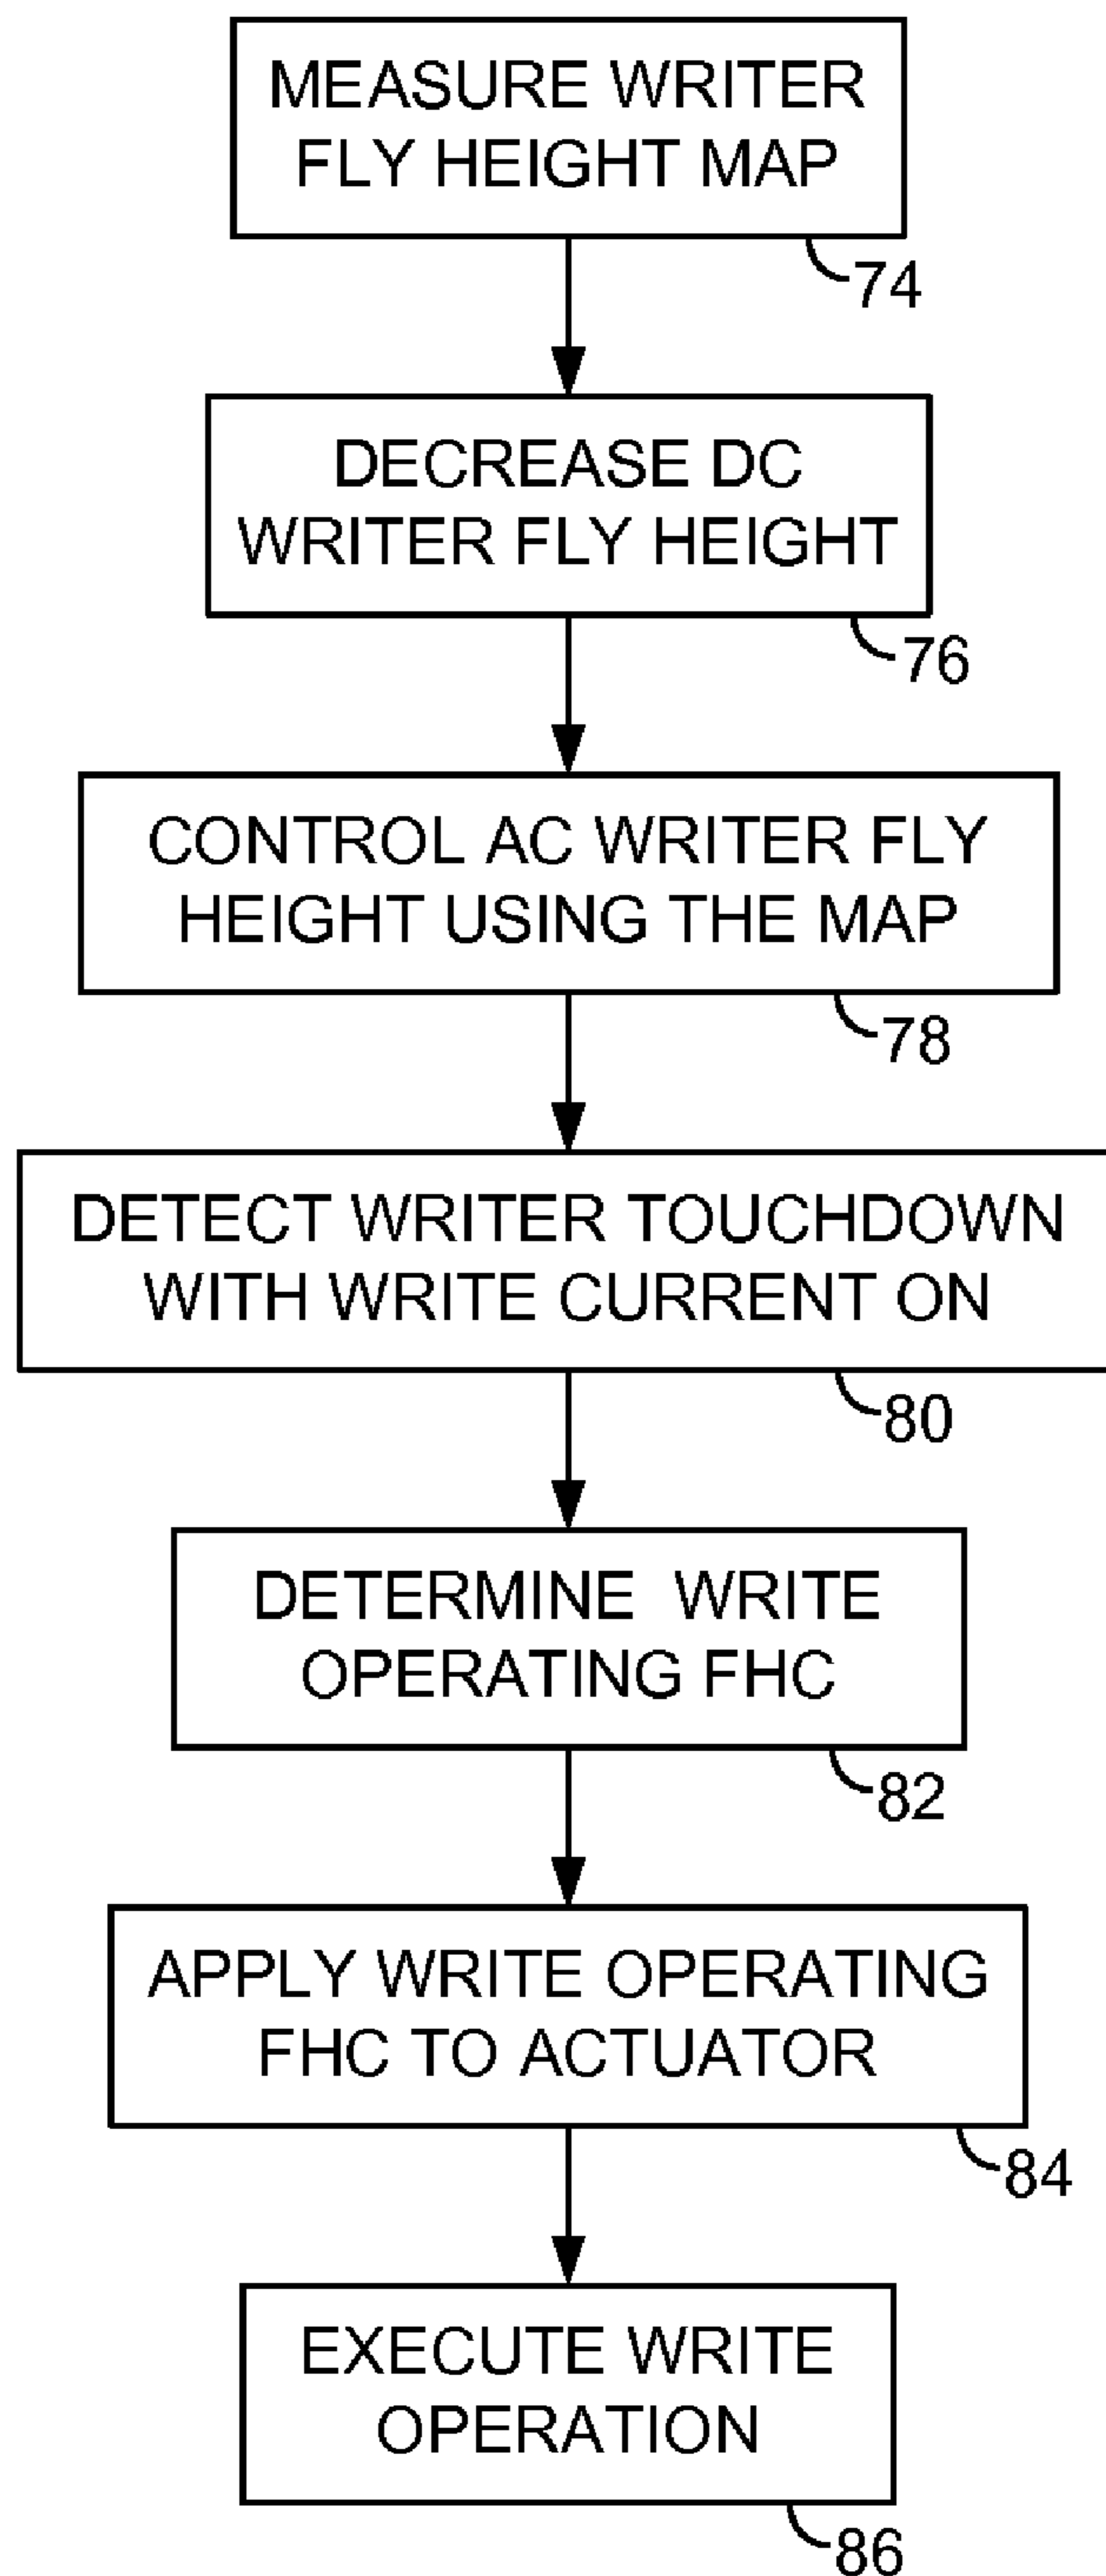 MEASURE WRITER
FLY HEIGHT MAP
74
DECREASE DC
WRITER FLY HEIGHT
76
CONTROL AC WRITER FLY
HEIGHT USING THE MAP
78
DETECT WRITER TOUCHDOWN
WITH WRITE CURRENT ON
80
DETERMINE WRITE
OPERATING FHC
82
APPLY WRITE OPERATING
FHC TO ACTUATOR
84
EXECUTE WRITE
OPERATION
86